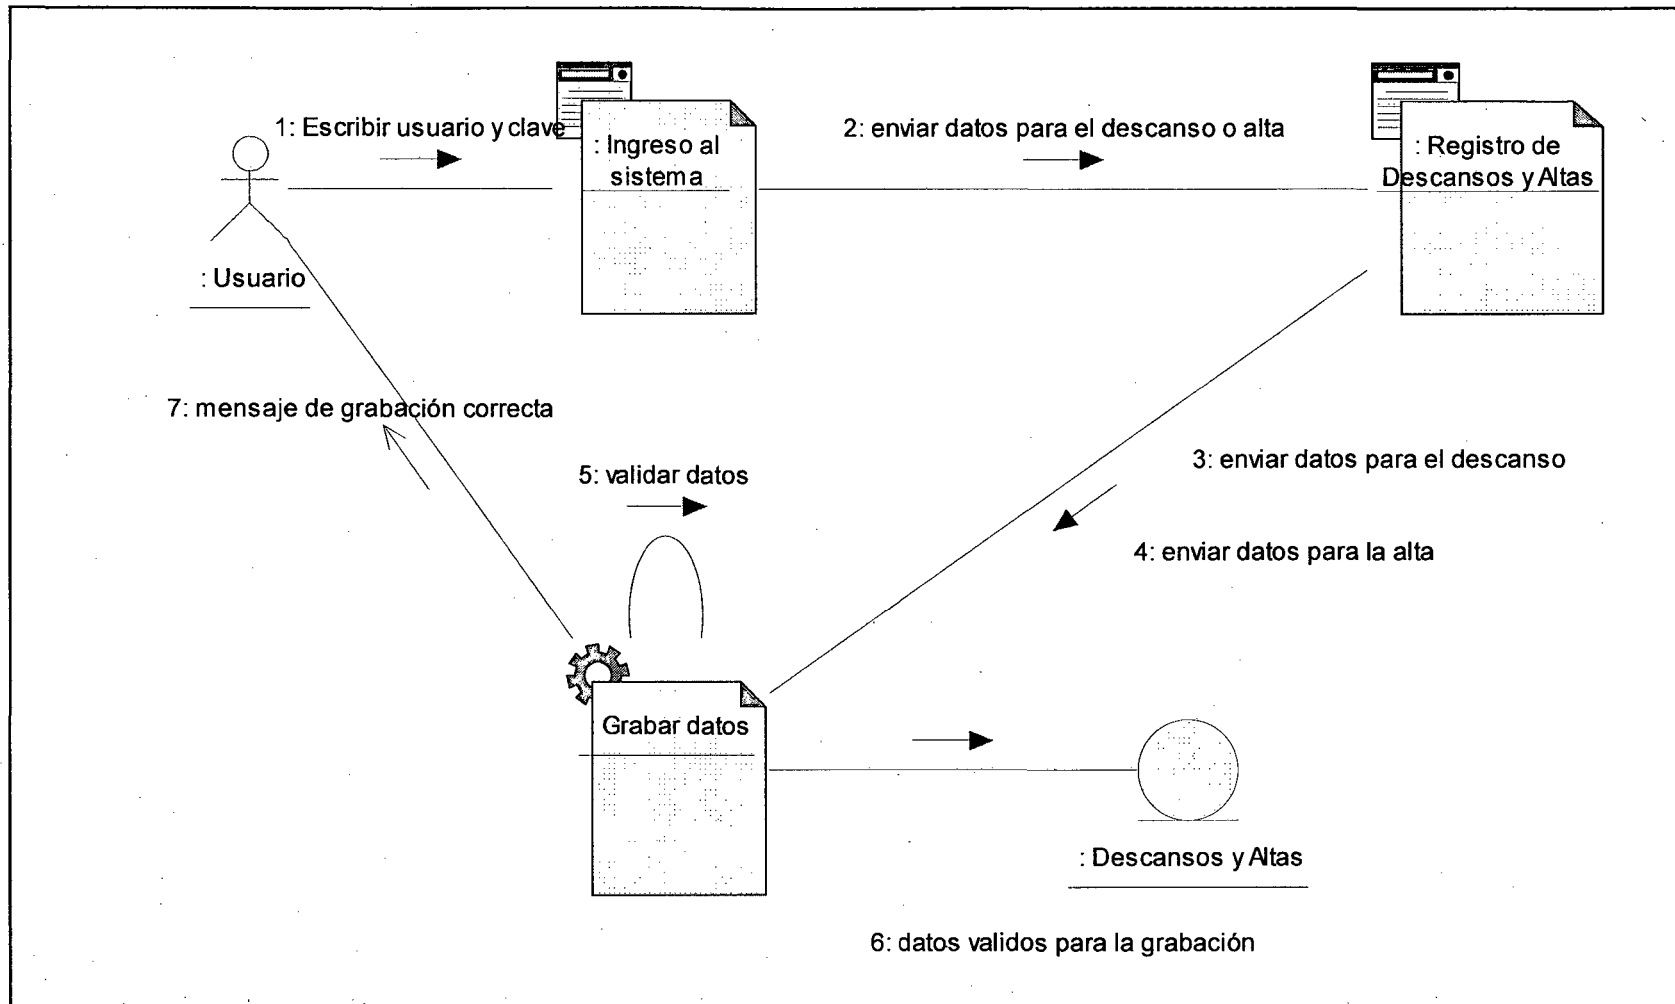 1: Escribir usuario y clave
2: enviar datos para el descanso o alta
: Ingreso al
sistema
: Registro de
Descansos y Altas
: Usuario
7: mensaje de grabación correcta
5: validar datos
3: enviar datos para el descanso
4: enviar datos para la alta
Grabar datos
: Descansos y Altas
6: datos validos para la grabación